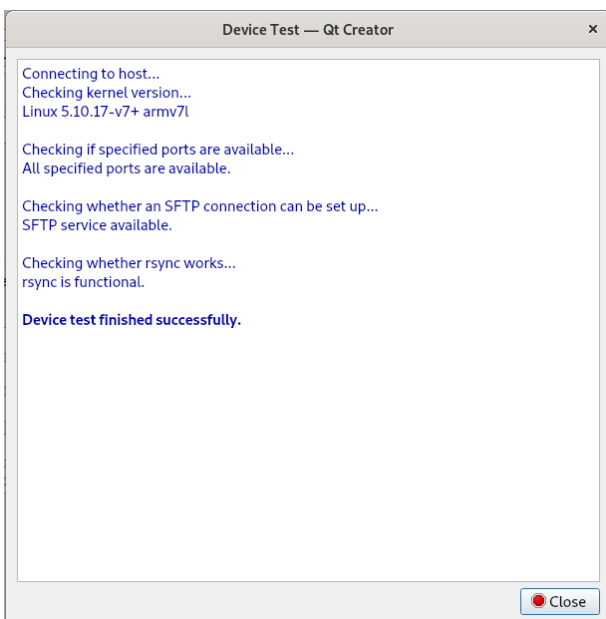 Device Test — Qt Creator
×
Connecting to host...
Checking kernel version...
Linux 5.10.17-v7+ armv7l
Checking if specified ports are available...
All specified ports are available.
Checking whether an SFTP connection can be set up...
SFTP service available.
Checking whether rsync works...
rsync is functional.
Device test finished successfully.
Close